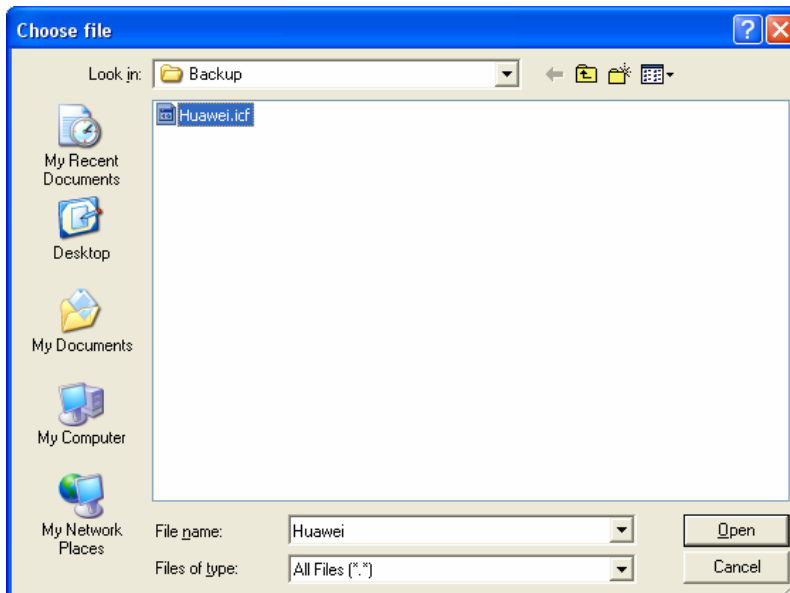 Choose file
Look in:
Backup
Huawei.icf
My Recent
Documents
Desktop
My Documents
My Computer
My Network
Places
File name:
Huawei
Open
Files of type:
All Files (*.*)
Cancel